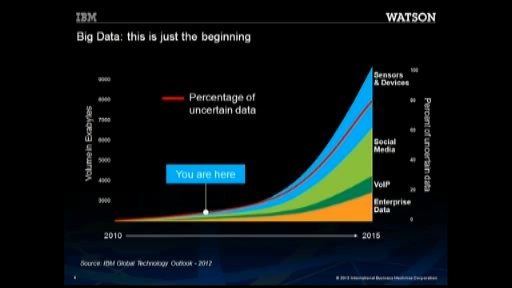 IBM
WATSON
Big Data: this is just the beginning
9000
8000
7000
6000
5000
4000
3000
Volume in Exabytes
Percentage of
uncertain data
You are here
Sensors
& Devices
Social
Media
VoIP
Enterprise
Data
100
80
60
40
20
0
Percent of uncertain data
2010
2015
Source: IBM Global Technology Outlook - 2012
© 2013 International Business Machines Corporation